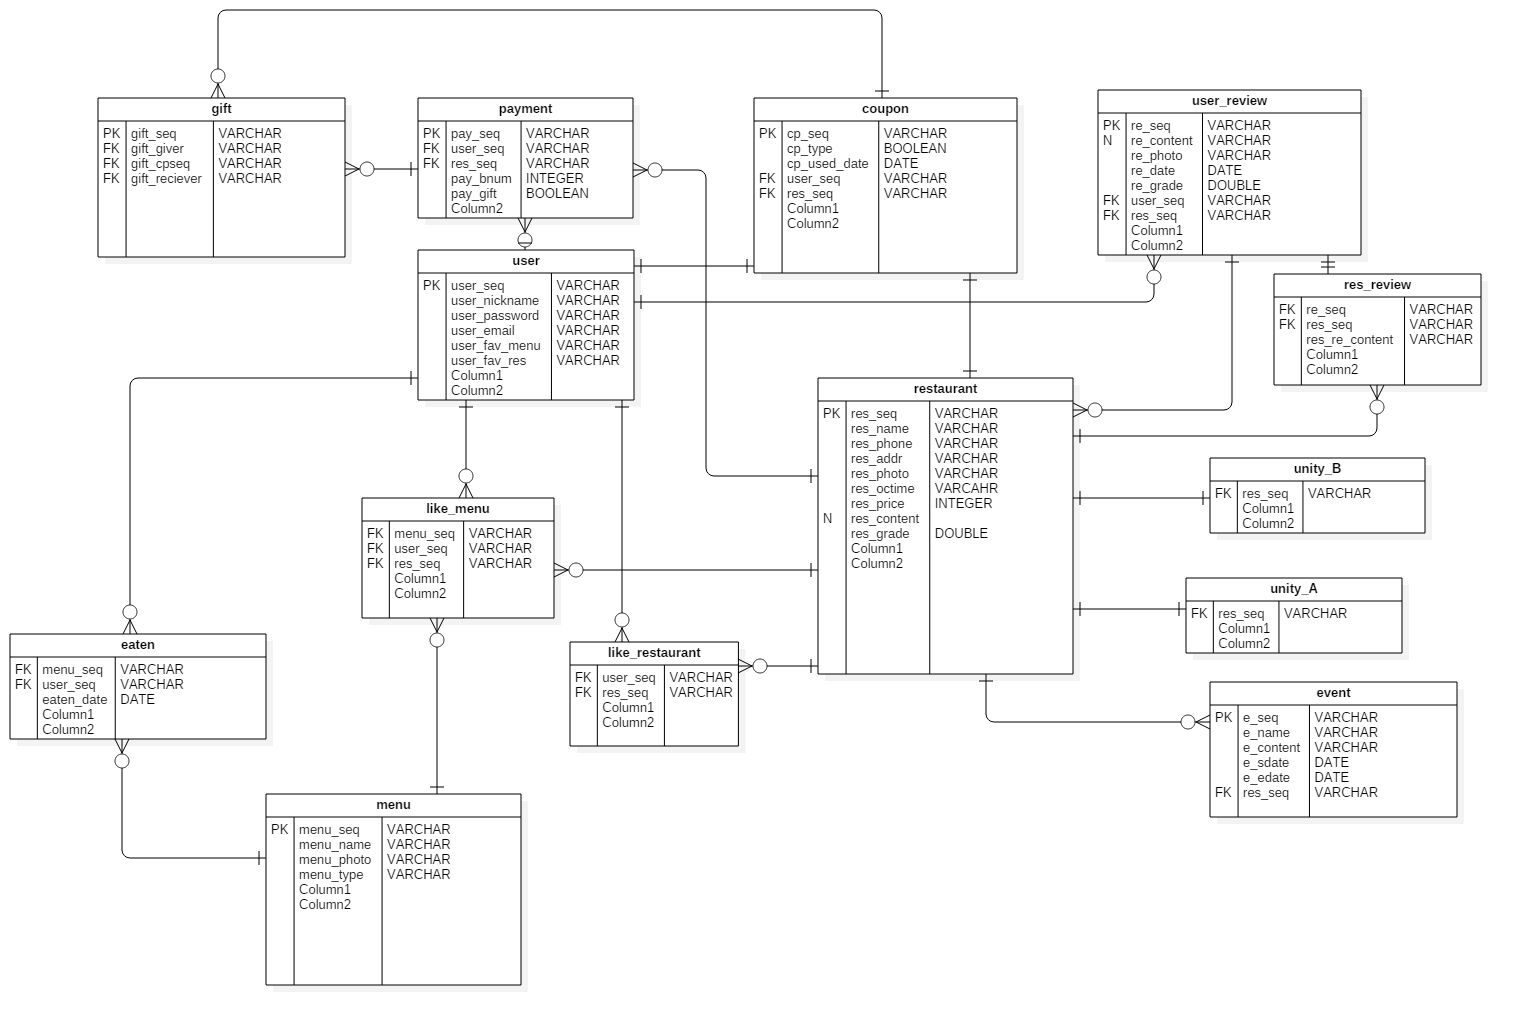 gift
PK gift_seq VARCHAR
FK gift_giver VARCHAR
FK gift_cpseq VARCHAR
FK gift_reciever VARCHAR
payment
PK pay_seq VARCHAR
FK user_seq VARCHAR
FK res_seq VARCHAR
pay_bnum INTEGER
pay_gift BOOLEAN
Column2
coupon
PK cp_seq VARCHAR
cp_type BOOLEAN
cp_used_date DATE
FK user_seq VARCHAR
FK res_seq VARCHAR
Column1
Column2
user_review
PK re_seq VARCHAR
N re_content VARCHAR
re_photo VARCHAR
re_date DATE
re_grade DOUBLE
FK user_seq VARCHAR
FK res_seq VARCHAR
Column1
Column2
user
PK user_seq VARCHAR
user_nickname VARCHAR
user_password VARCHAR
user_email VARCHAR
user_fav_menu VARCHAR
user_fav_res VARCHAR
Column1
Column2
res_review
FK re_seq VARCHAR
FK res_seq VARCHAR
res_re_content VARCHAR
Column1
Column2
restaurant
PK res_seq VARCHAR
res_name VARCHAR
res_phone VARCHAR
res_addr VARCHAR
res_photo VARCHAR
res_octime VARCAHR
res_price INTEGER
N res_content
res_grade DOUBLE
Column1
Column2
unity_B
FK res_seq VARCHAR
Column1
Column2
like_menu
FK menu_seq VARCHAR
FK user_seq VARCHAR
FK res_seq VARCHAR
Column1
Column2
unity_A
FK res_seq VARCHAR
Column1
Column2
eaten
FK menu_seq VARCHAR
FK user_seq VARCHAR
eaten_date DATE
Column1
Column2
like_restaurant
FK user_seq VARCHAR
FK res_seq VARCHAR
Column1
Column2
event
PK e_seq VARCHAR
e_name VARCHAR
e_content VARCHAR
e_sdate DATE
e_edate DATE
FK res_seq VARCHAR
menu
PK menu_seq VARCHAR
menu_name VARCHAR
menu_photo VARCHAR
menu_type VARCHAR
Column1
Column2